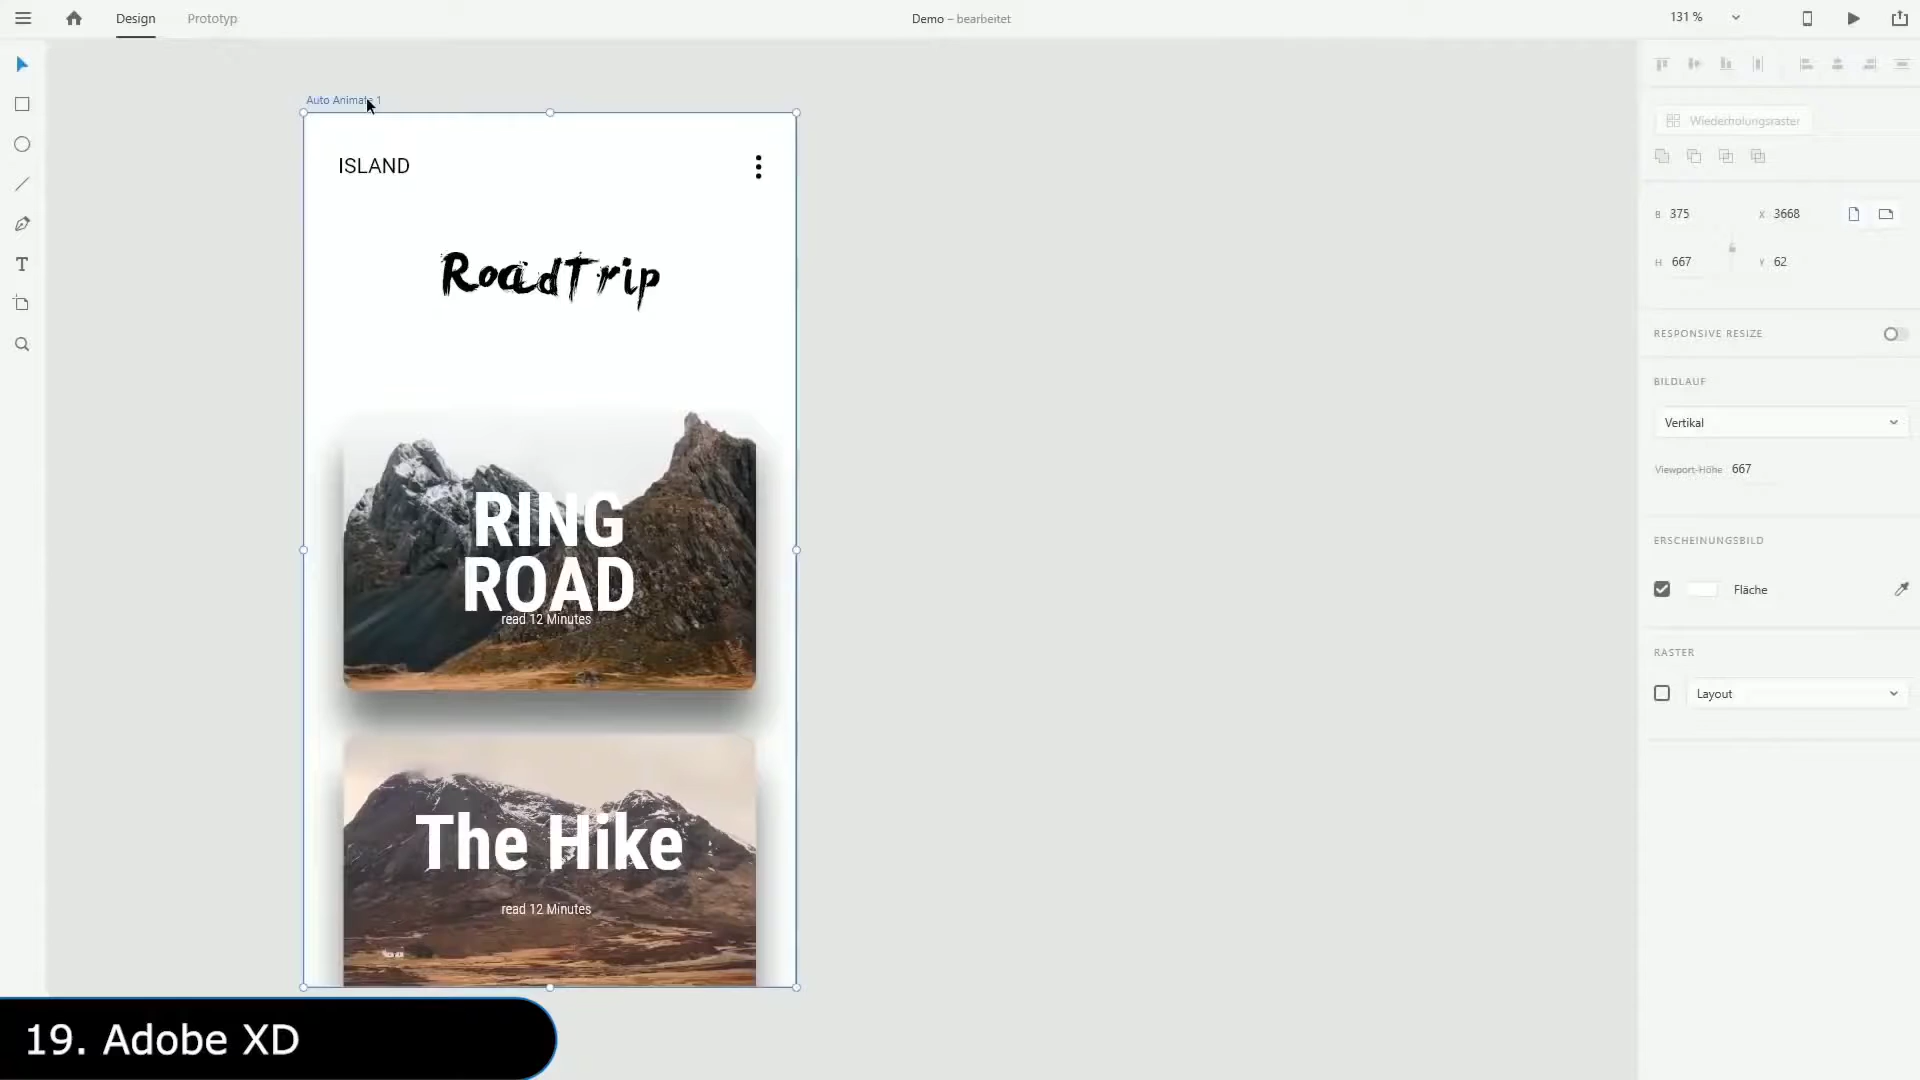 Design Prototyp Demo – bearbeitet 131 %
Auto Animate 1
ISLAND
RoadTrip
RING
ROAD
read 12 Minutes
The Hike
read 12 Minutes
Wiederholungsraster
B 375 X 3668
H 667 Y 62
RESPONSIVE RESIZE
BILDLAUF
Vertikal
Viewport-Höhe 667
ERSCHEINUNGSBILD
Fläche
RASTER
Layout
19. Adobe XD